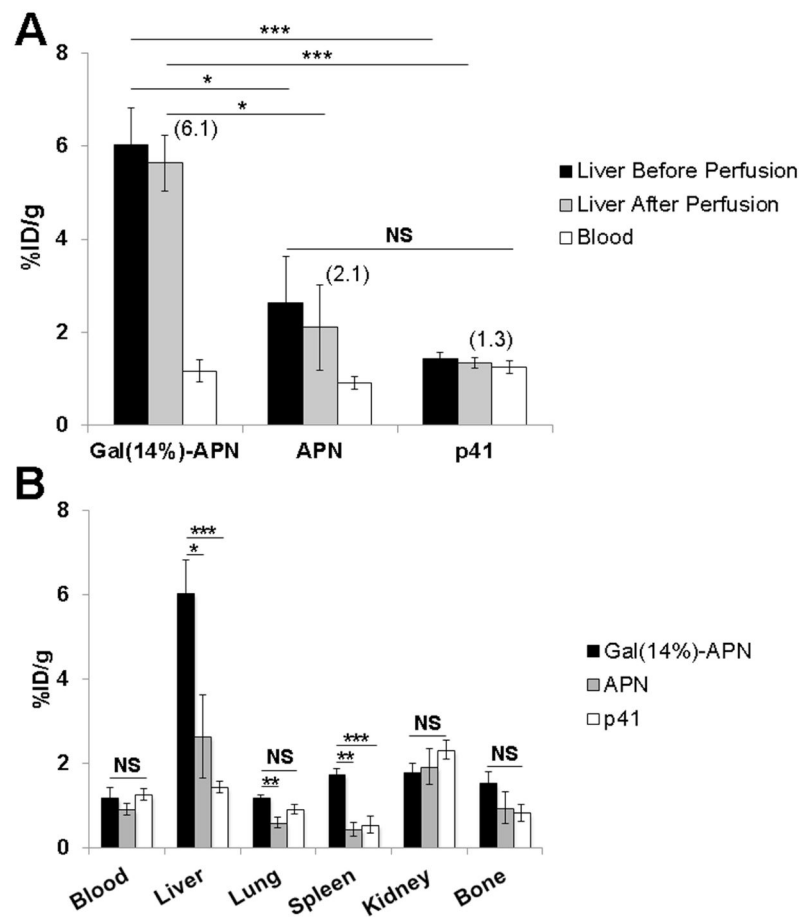 A
***
***
*
*
(6.1)
(2.1)
NS
(1.3)
8
6
4
2
0
%ID/g
Gal(14%)-APN APN p41
Liver Before Perfusion
Liver After Perfusion
Blood
B
***
*
NS
NS
**
***
**
NS
NS
8
6
4
2
0
%ID/g
Blood Liver Lung Spleen Kidney Bone
Gal(14%)-APN
APN
p41